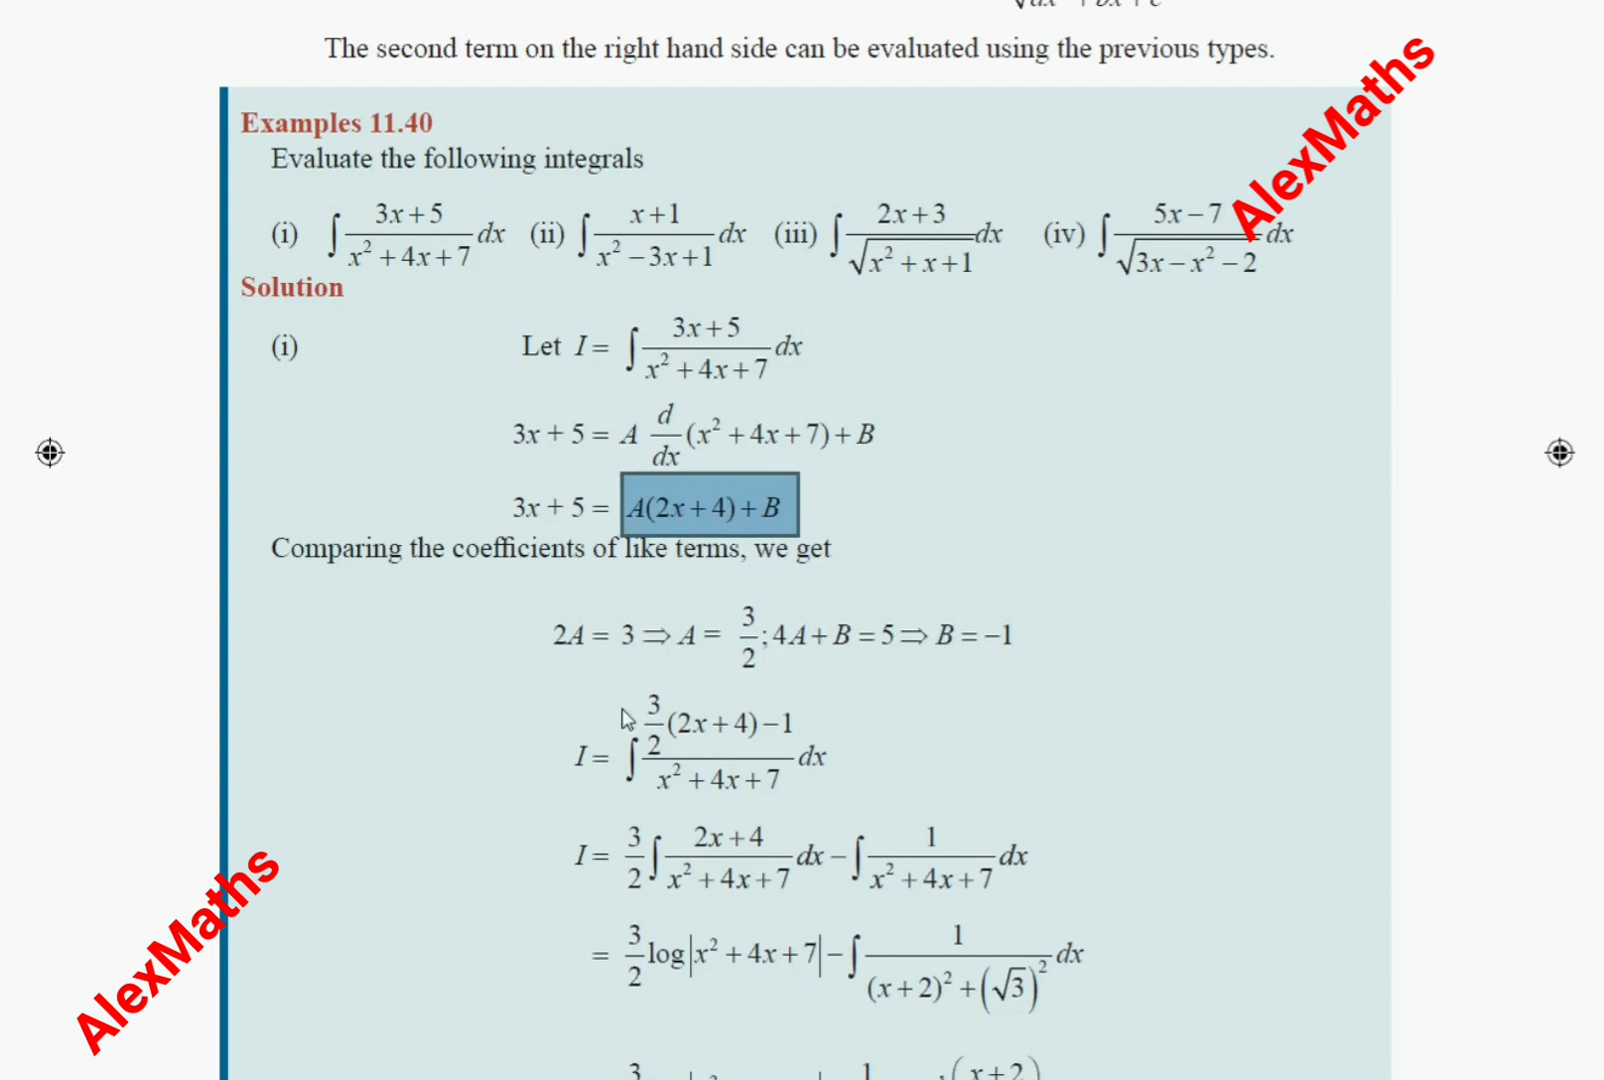 The second term on the right hand side can be evaluated using the previous types.
Examples 11.40
Evaluate the following integrals
(i) ∫ (3x+5)/(x²+4x+7) dx (ii) ∫ (x+1)/(x²−3x+1) dx (iii) ∫ (2x+3)/√(x²+x+1) dx (iv) ∫ (5x−7)/√(3x−x²−2) dx
Solution
(i) Let I = ∫ (3x+5)/(x²+4x+7) dx
3x + 5 = A d/dx (x²+4x+7)+B
3x + 5 = A(2x+4)+B
Comparing the coefficients of like terms, we get
2A = 3 ⇒ A = 3/2; 4A+B = 5 ⇒ B = −1
I = ∫ (3/2 (2x+4)−1)/(x²+4x+7) dx
I = 3/2 ∫ (2x+4)/(x²+4x+7) dx − ∫ 1/(x²+4x+7) dx
= 3/2 log|x²+4x+7| − ∫ 1/((x+2)²+(√3)²) dx
AlexMaths
AlexMaths